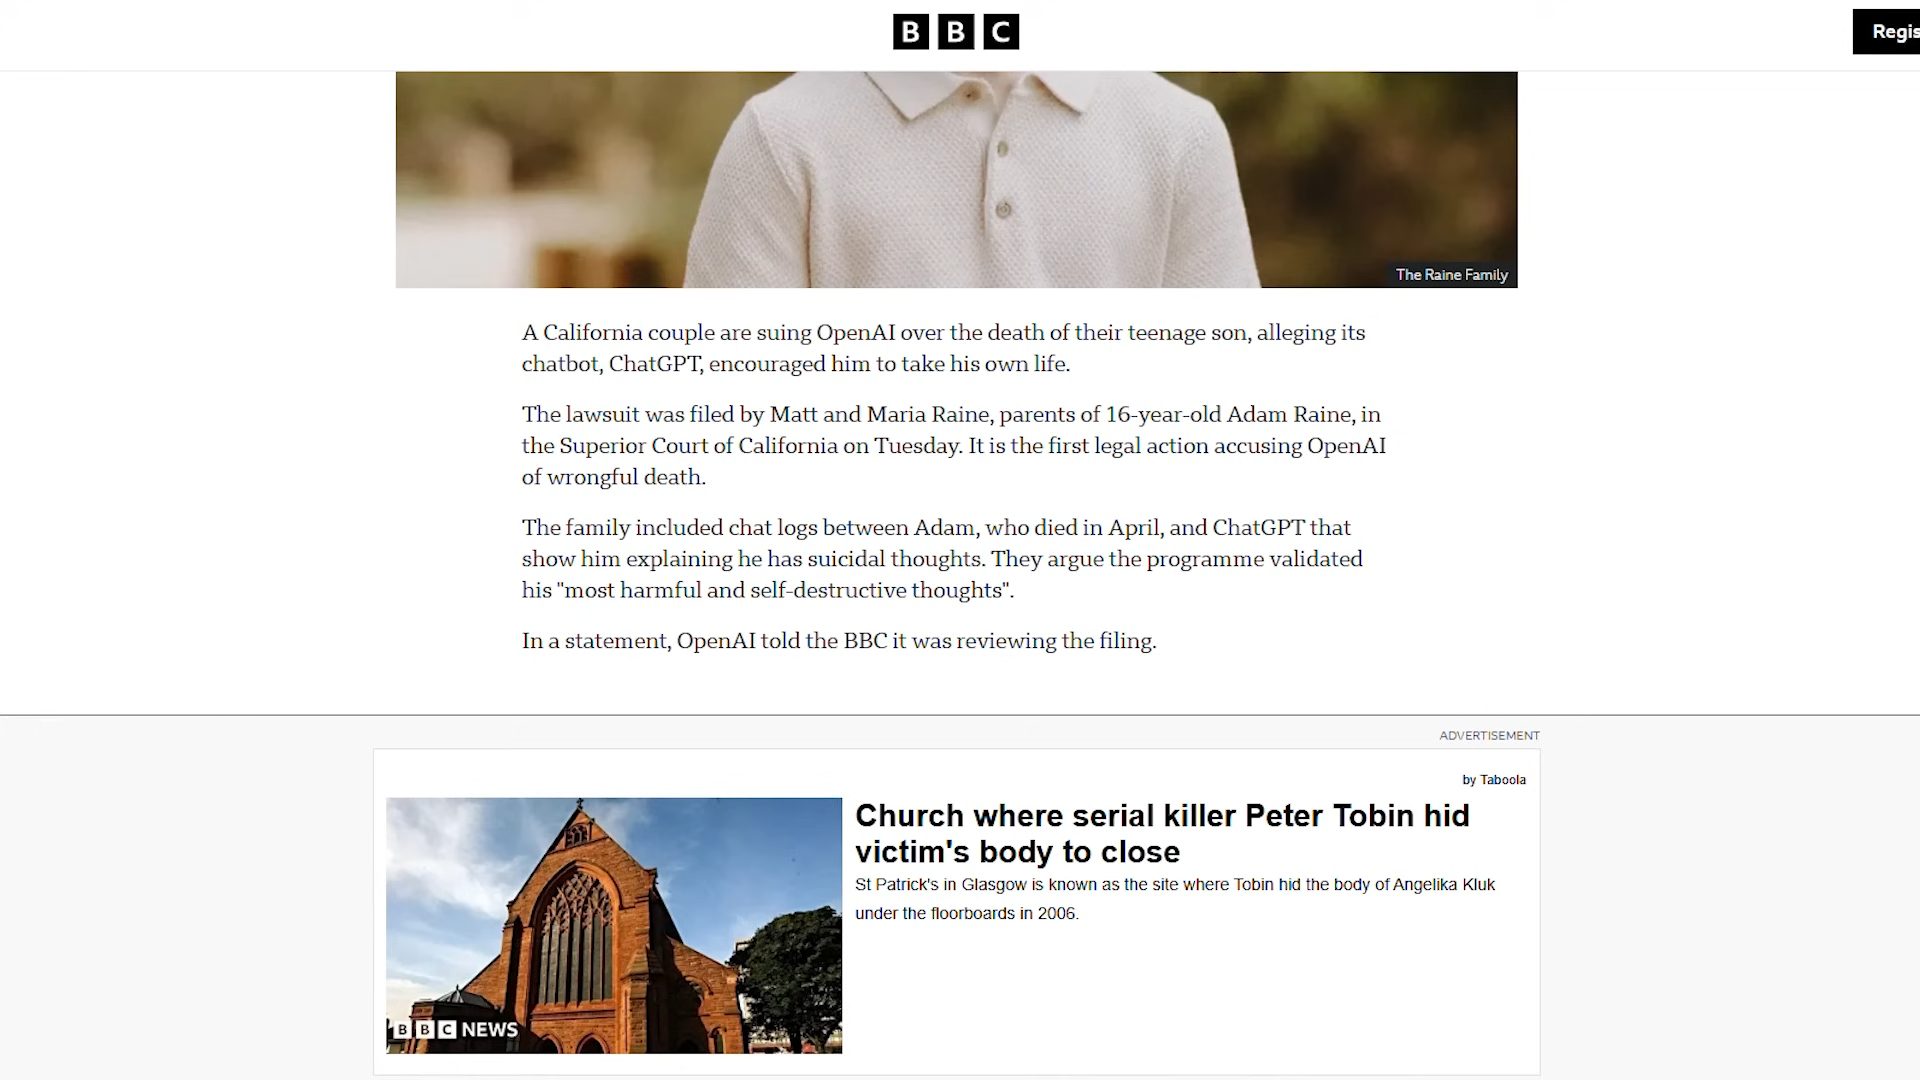 BBC
Regis
The Raine Family
A California couple are suing OpenAI over the death of their teenage son, alleging its
chatbot, ChatGPT, encouraged him to take his own life.
The lawsuit was filed by Matt and Maria Raine, parents of 16-year-old Adam Raine, in
the Superior Court of California on Tuesday. It is the first legal action accusing OpenAI
of wrongful death.
The family included chat logs between Adam, who died in April, and ChatGPT that
show him explaining he has suicidal thoughts. They argue the programme validated
his "most harmful and self-destructive thoughts".
In a statement, OpenAI told the BBC it was reviewing the filing.
ADVERTISEMENT
by Taboola
Church where serial killer Peter Tobin hid
victim's body to close
St Patrick's in Glasgow is known as the site where Tobin hid the body of Angelika Kluk
under the floorboards in 2006.
BBC NEWS